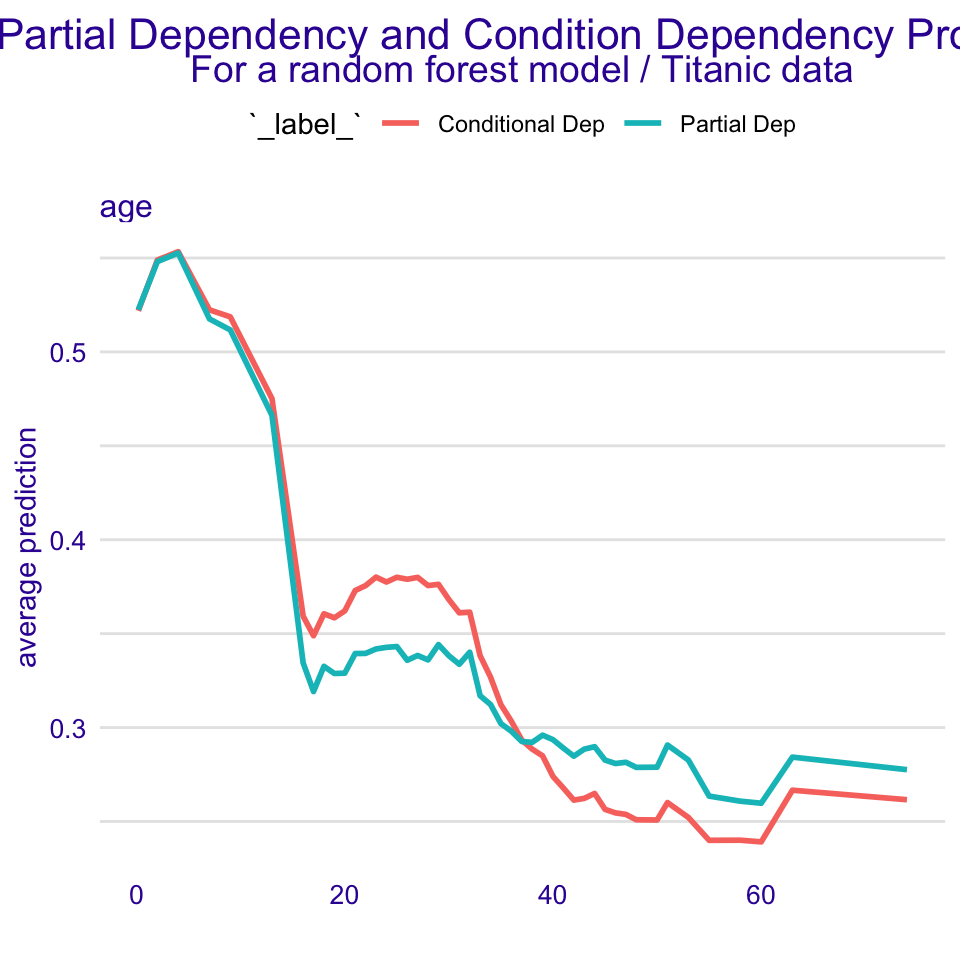 Partial Dependency and Condition Dependency Pro
For a random forest model / Titanic data
`_label_` Conditional Dep Partial Dep
age
0.5
0.4
0.3
average prediction
0 20 40 60